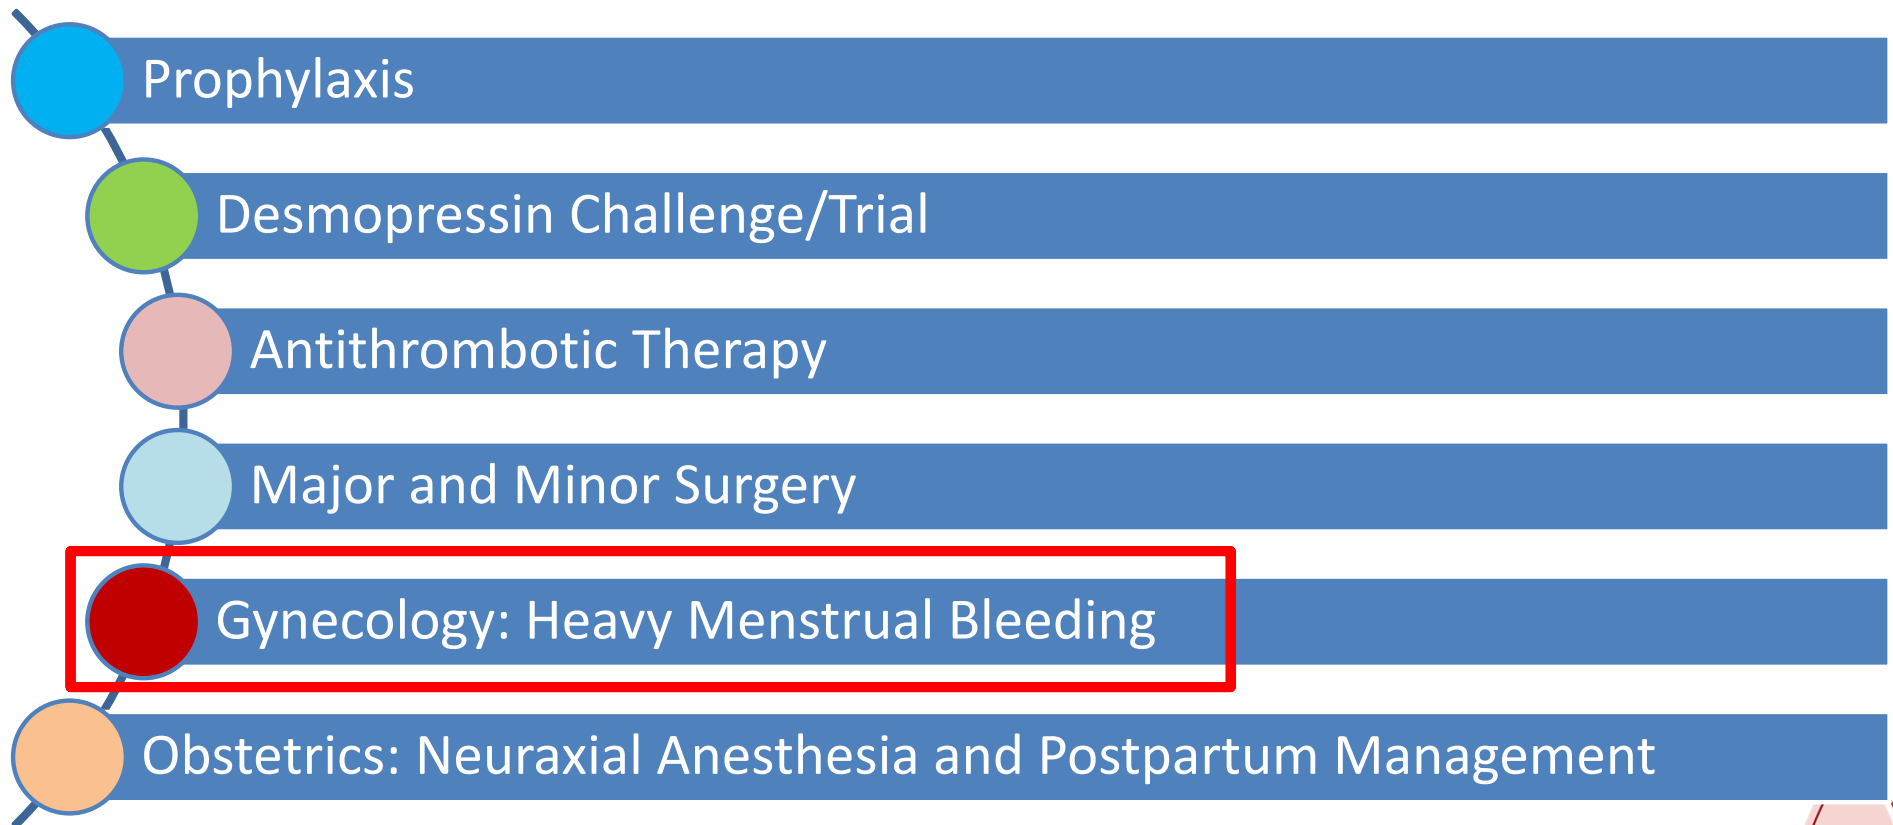 Prophylaxis
Desmopressin Challenge/Trial
Antithrombotic Therapy
Major and Minor Surgery
Gynecology: Heavy Menstrual Bleeding
Obstetrics: Neuraxial Anesthesia and Postpartum Management